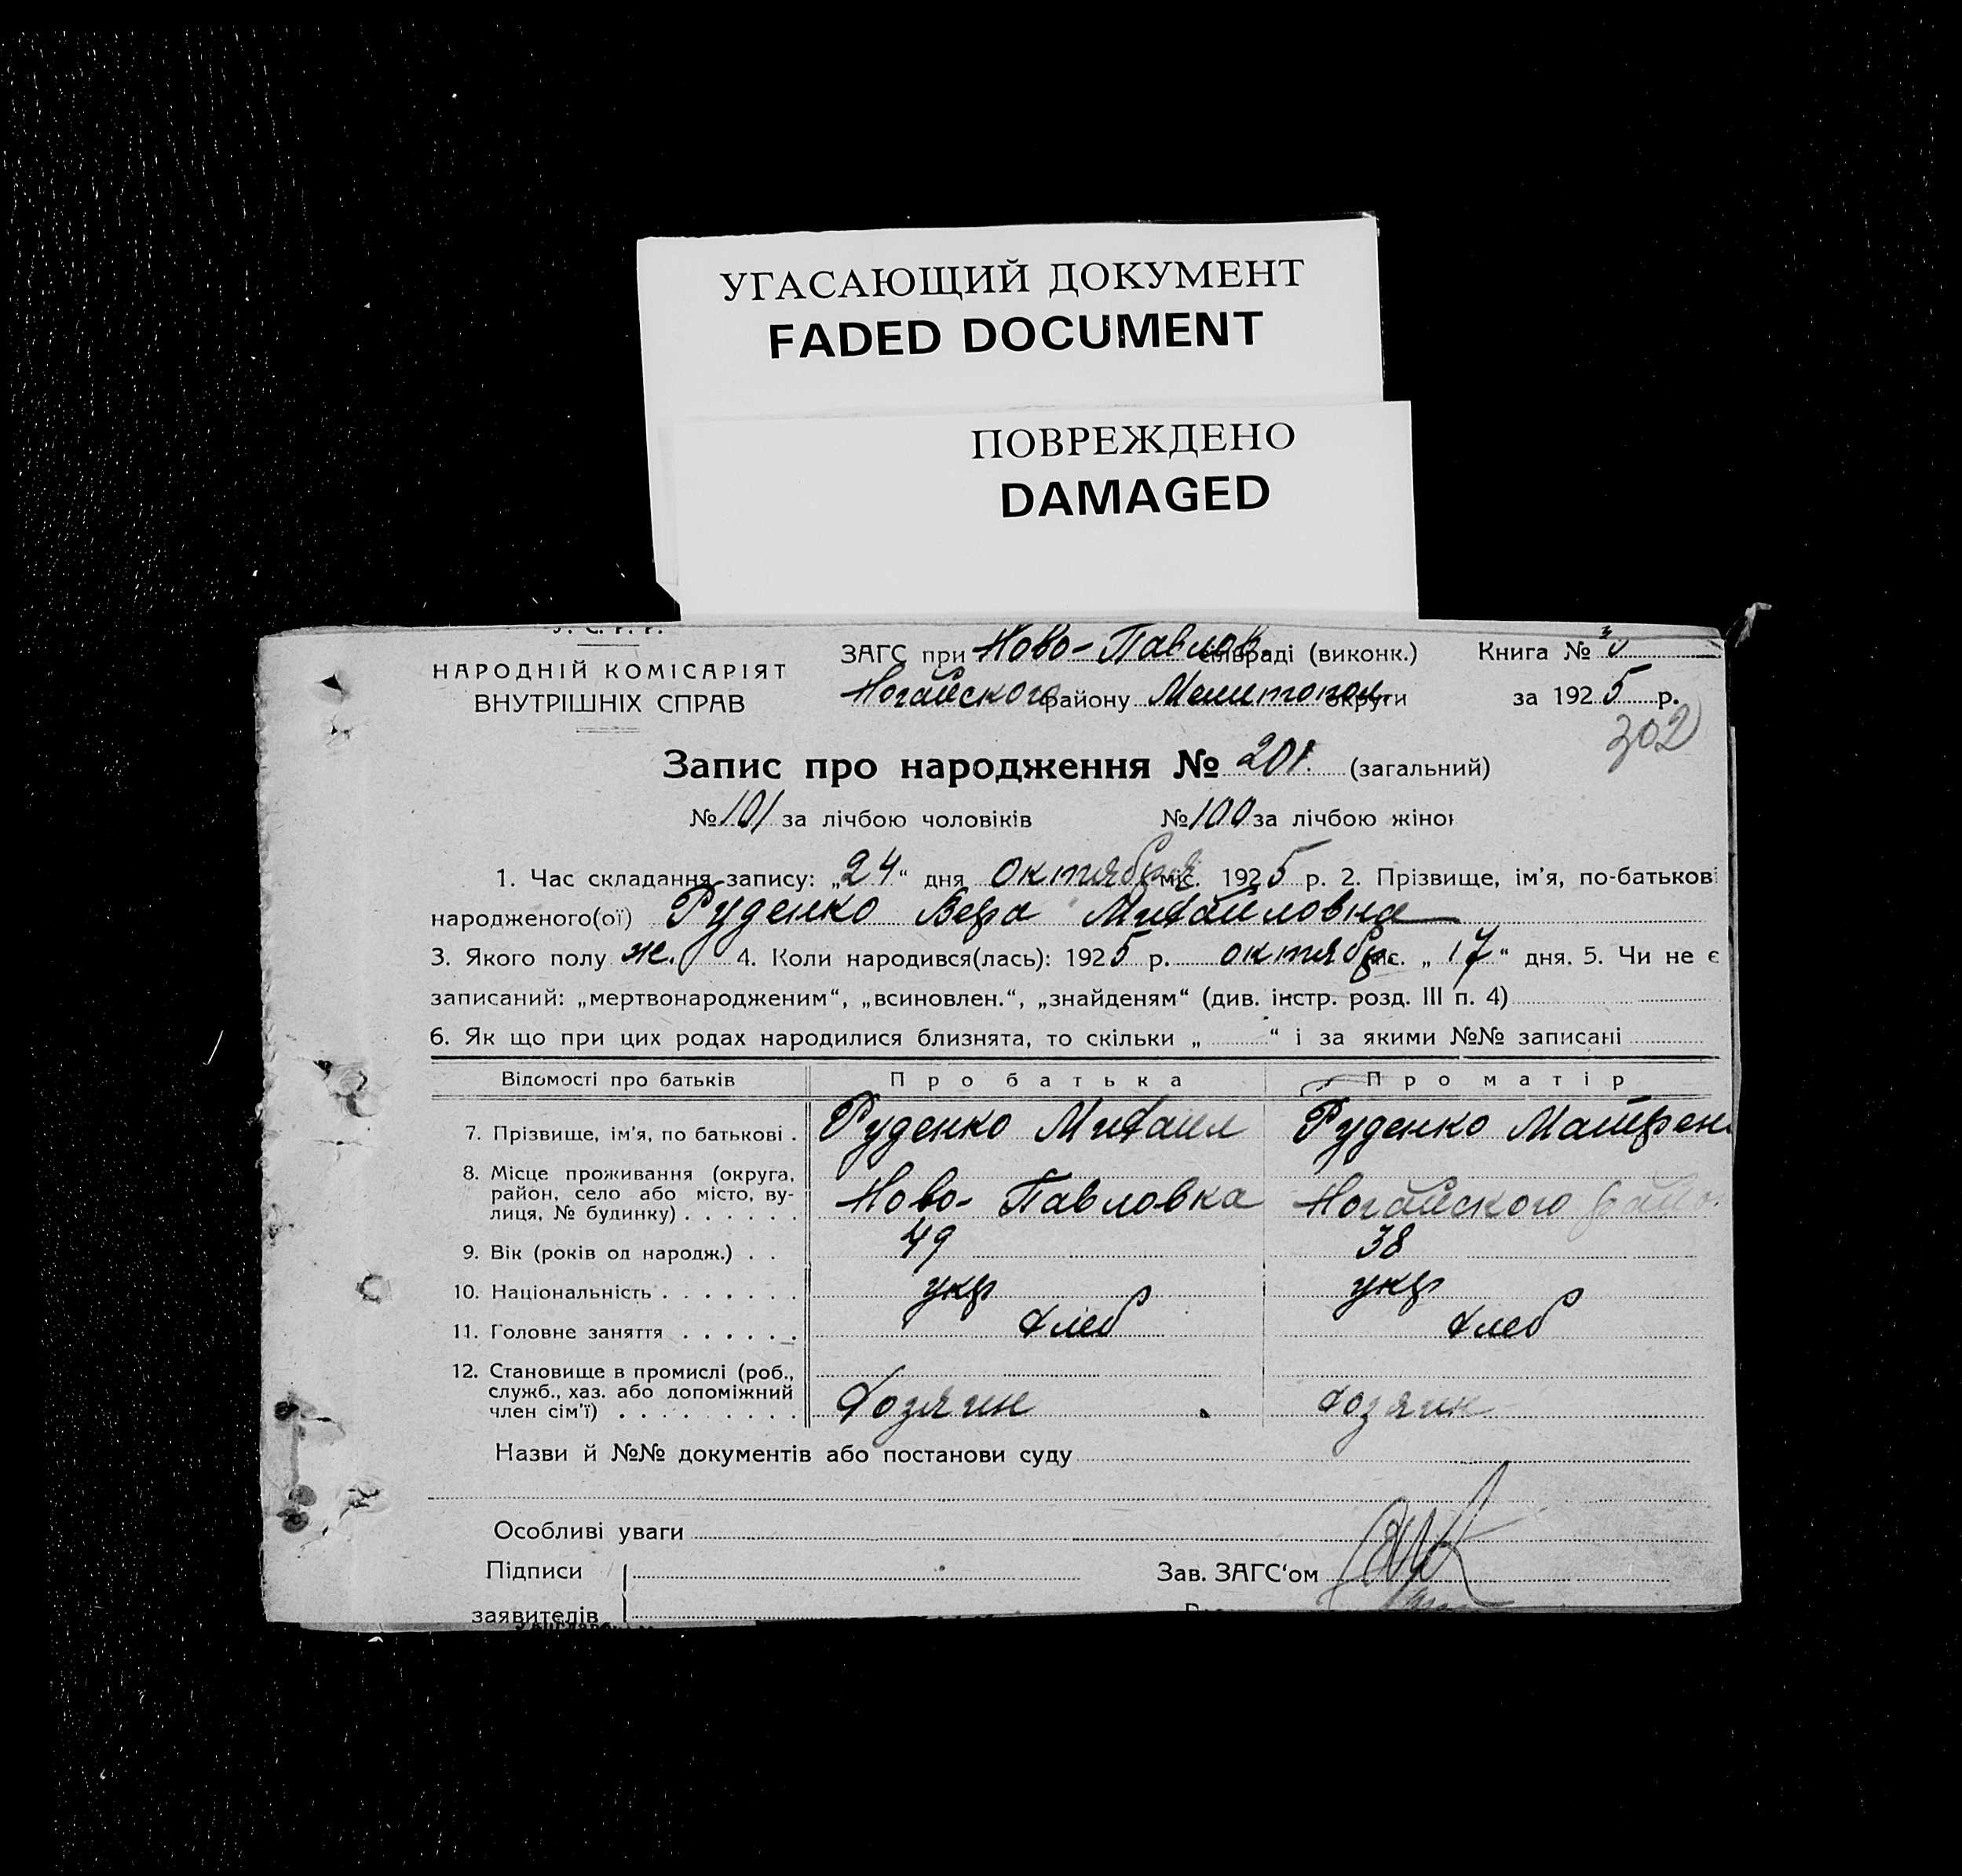 УГАСАЮЩИЙ ДОКУМЕНТ
FADED DOCUMENT
ПОВРЕЖДЕНО
DAMAGED
У. С. Р. Р.
НАРОДНІЙ КОМІСАРІЯТ
ВНУТРІШНІХ СПРАВ
ЗАГС при Ново-Павлов. сільраді (виконк.) Книга №
Ногайского району Мелитопол. округи за 1925 р.
302
Запис про народження № 201. (загальний)
№ 101 за лічбою чоловіків № 100 за лічбою жінок
1. Час складання запису: „24“ дня октября міс. 1925 р. 2. Прізвище, ім'я, по-батькові
народженого(ої) Руденко Вера Михайловна
3. Якого полу ж. 4. Коли народився(лась): 1925 р. октября міс. „17“ дня. 5. Чи не є
записаний: „мертвонародженим“, „всиновлен.“, „знайденям“ (див. інстр. розд. III п. 4)
6. Як що при цих родах народилися близнята, то скільки „ “ і за якими №№ записані
Відомості про батьків Про батька Про матір
7. Прізвище, ім'я, по батькові . Руденко Михаил Руденко Матрен
8. Місце проживання (округа, район, село або місто, ву-
лиця, № будинку) . . . . . . Ново-Павловка Ногайского райо.
9. Вік (років од народж.) . . 49 38
10. Національність . . . . . . . укр укр
11. Головне заняття . . . . . . хлеб хлеб
12. Становище в промислі (роб.,
служб., хаз. або допоміжний
член сім'ї) . . . . . . . . . Хозяин хозяин
Назви й №№ документів або постанови суду
Особливі уваги
Підписи
заявителів
Зав. ЗАГС‘ом